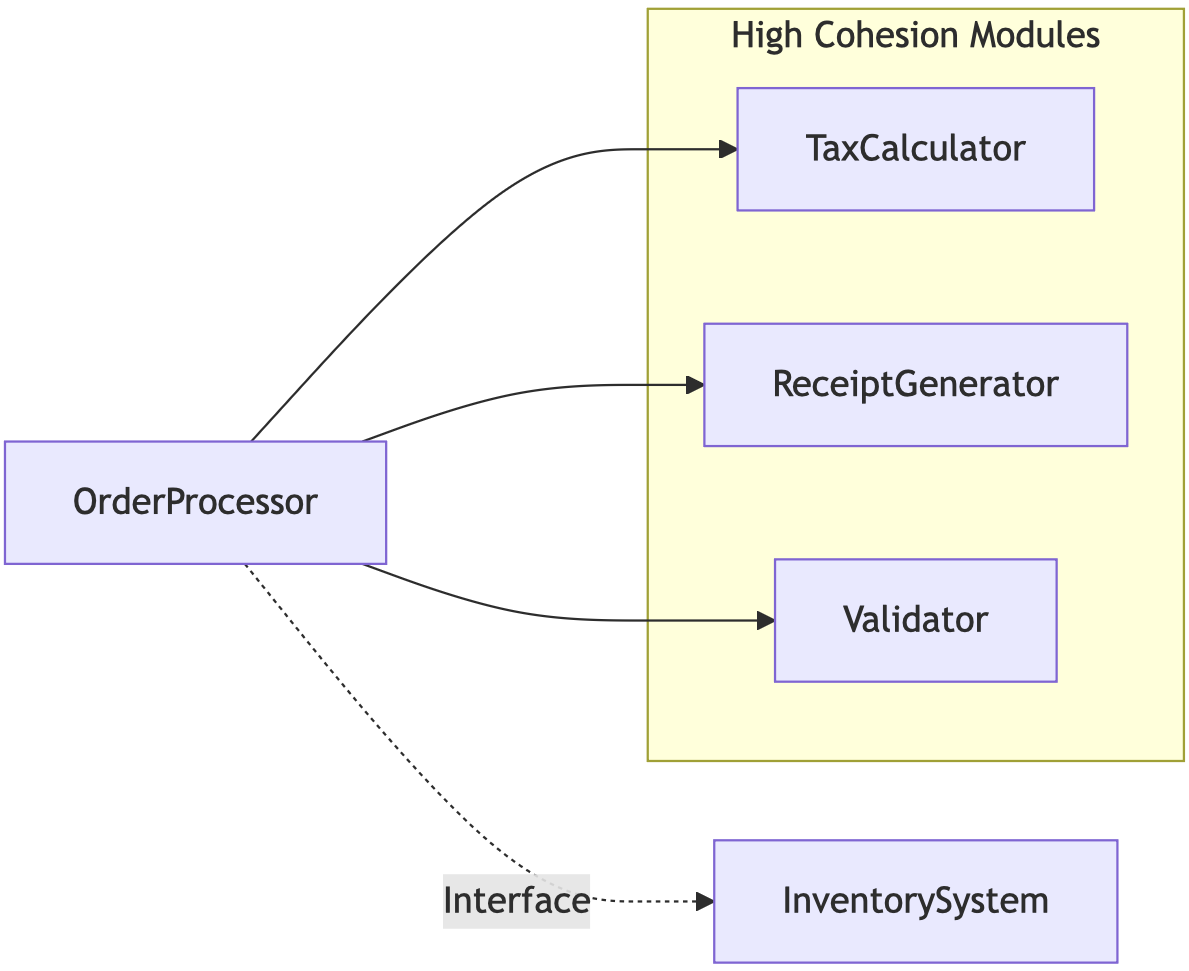 High Cohesion Modules
TaxCalculator
ReceiptGenerator
OrderProcessor
Validator
Interface
InventorySystem